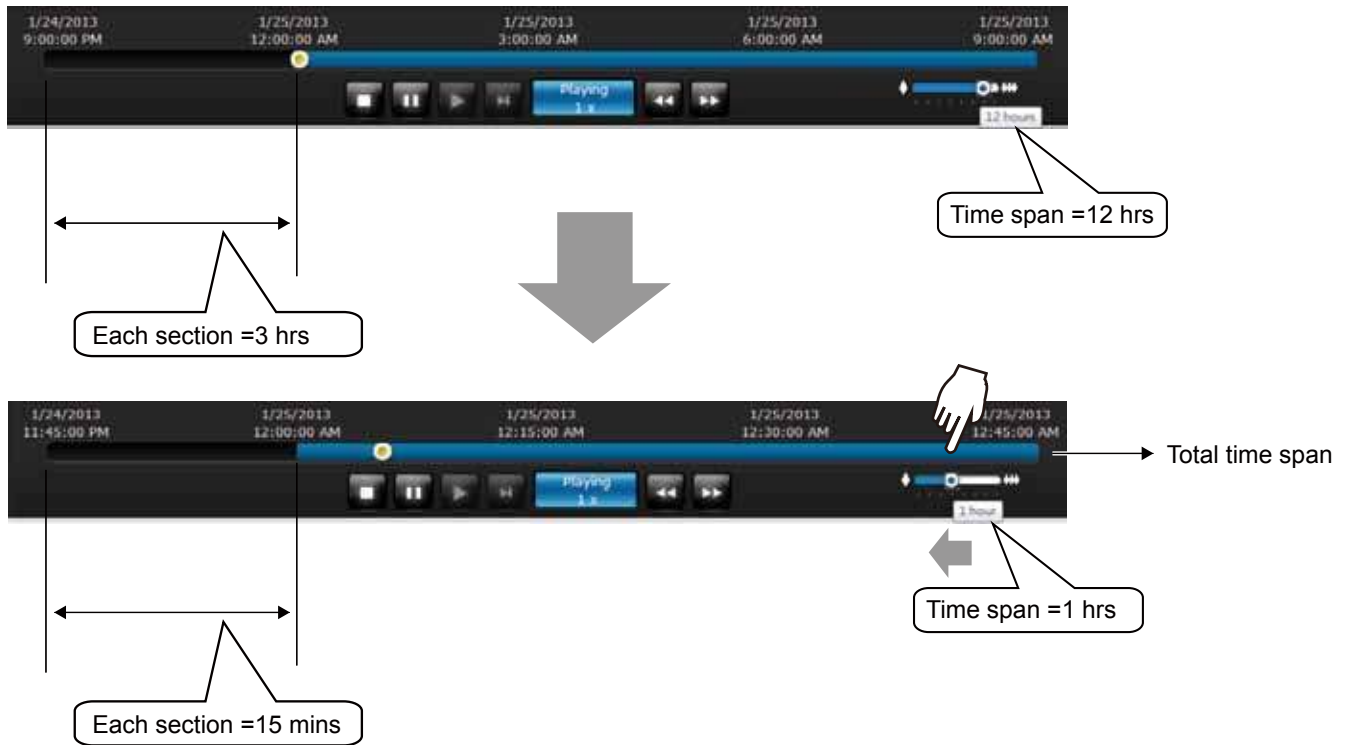 1/24/2013 1/25/2013 1/25/2013 1/25/2013 1/25/2013
9:00:00 PM 12:00:00 AM 3:00:00 AM 6:00:00 AM 9:00:00 AM
Playing
1 x
12 hours
Time span =12 hrs
Each section =3 hrs
1/24/2013 1/25/2013 1/25/2013 1/25/2013 1/25/2013
11:45:00 PM 12:00:00 AM 12:15:00 AM 12:30:00 AM 12:45:00 AM
Total time span
Playing
1 x
1 hour
Time span =1 hrs
Each section =15 mins